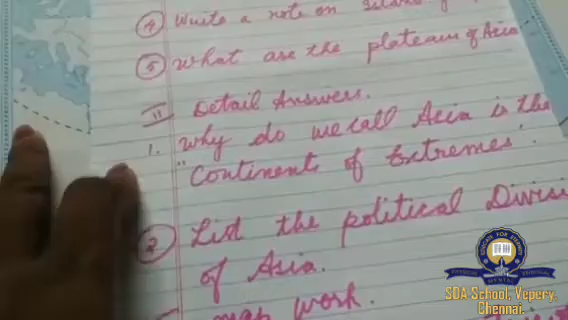 ④ Write a note on
⑤ What are the plateau of Asia
II Detail Answers.
1. Why do we call Asia is the
"Continent of Extremes".
② List the political Divisi
of Asia.
map work.
SDA School, Vepery,
Chennai.